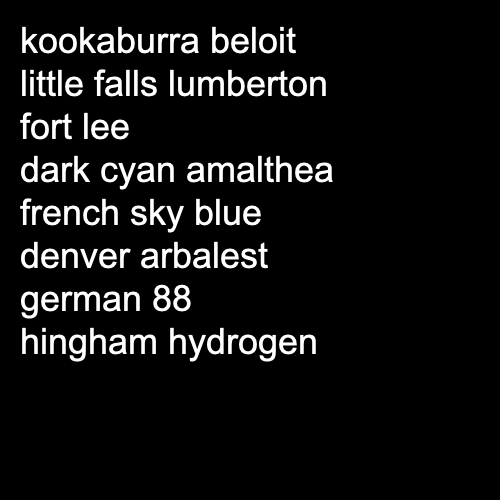 kookaburra beloit
little falls lumberton
fort lee
dark cyan amalthea
french sky blue
denver arbalest
german 88
hingham hydrogen